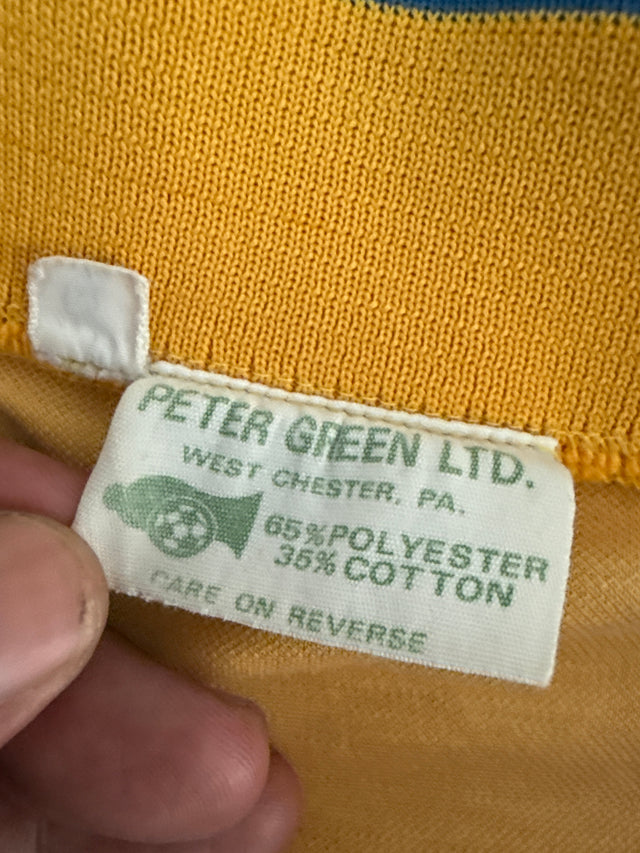 PETER GREEN LTD.
WEST CHESTER, PA.
65% POLYESTER
35% COTTON
CARE ON REVERSE